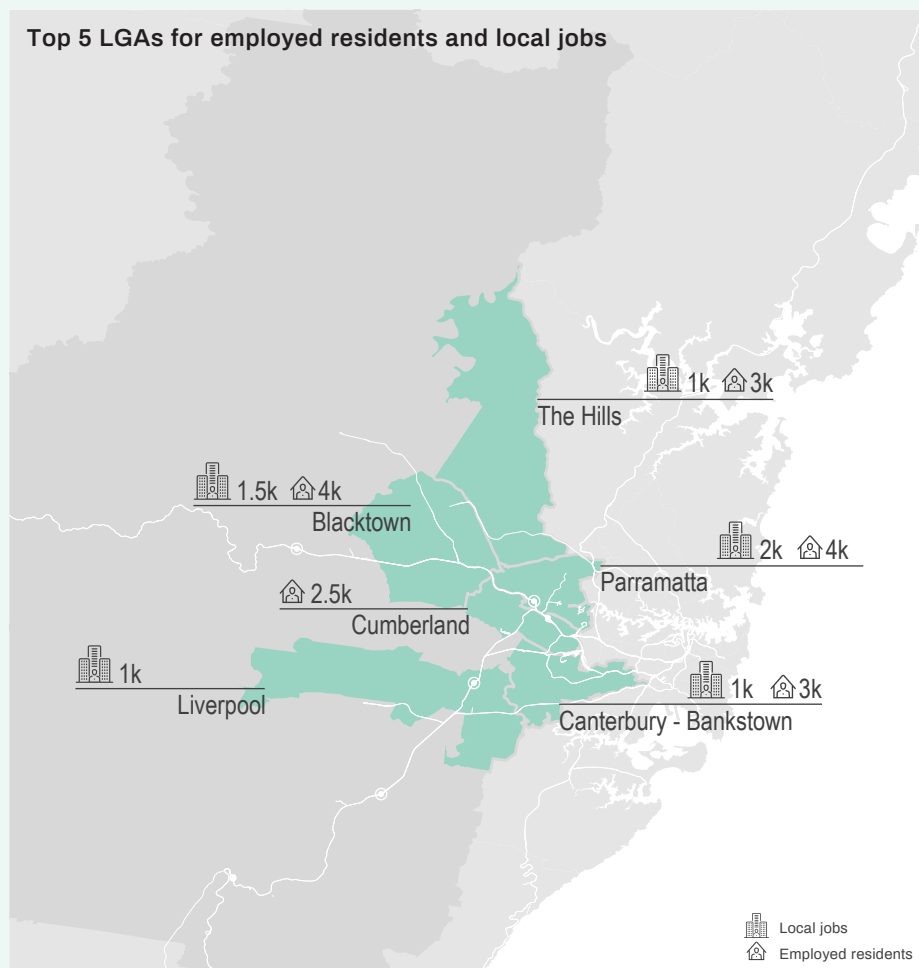 Top 5 LGAs for employed residents and local jobs
1k 3k
The Hills
1.5k 4k
Blacktown
2k 4k
Parramatta
2.5k
Cumberland
1k
Liverpool
1k 3k
Canterbury - Bankstown
Local jobs
Employed residents